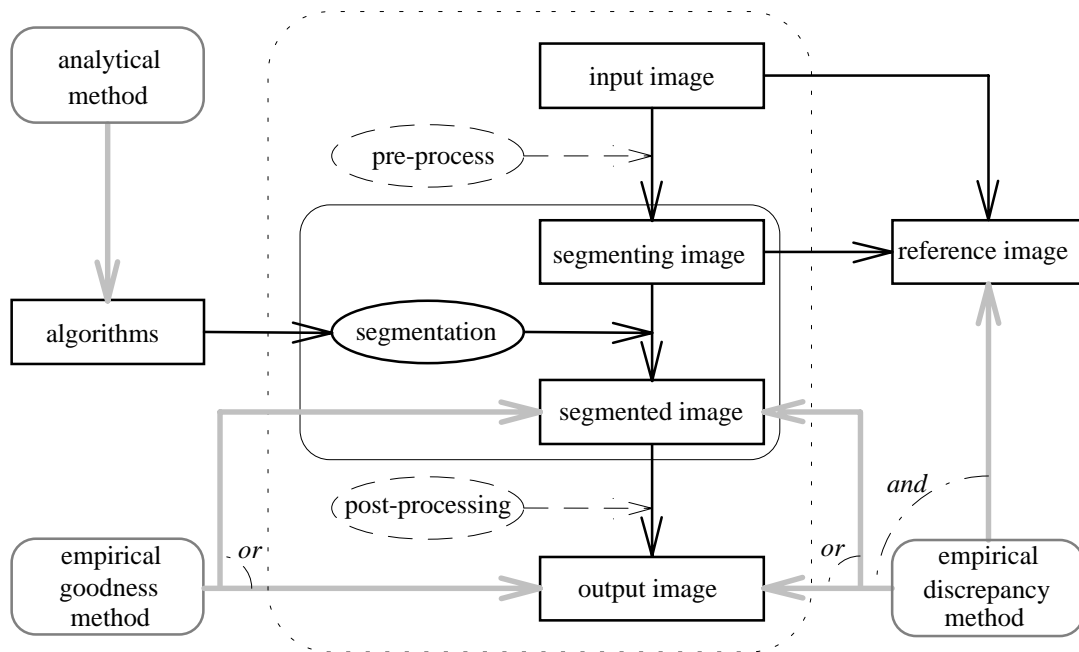 analytical
method
input image
pre-process
segmenting image
reference image
algorithms
segmentation
segmented image
post-processing
and
or
or
empirical
goodness
method
output image
empirical
discrepancy
method